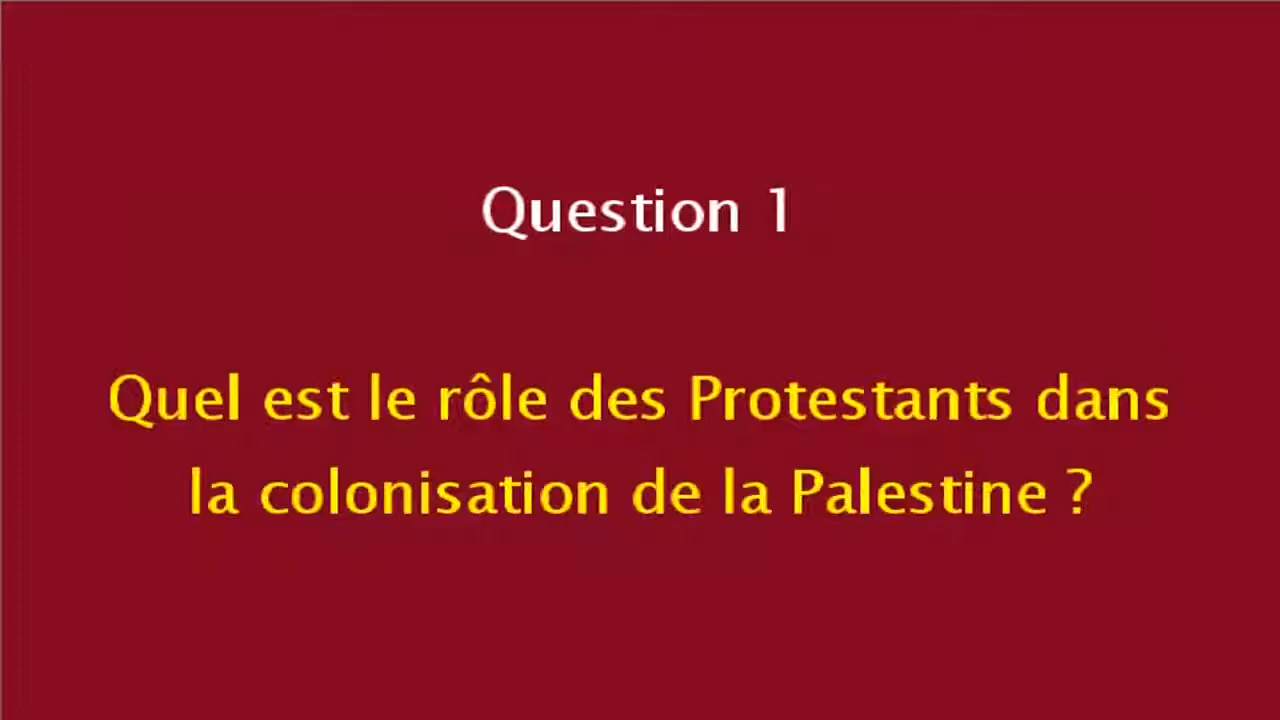 Question 1
Quel est le rôle des Protestants dans
la colonisation de la Palestine ?